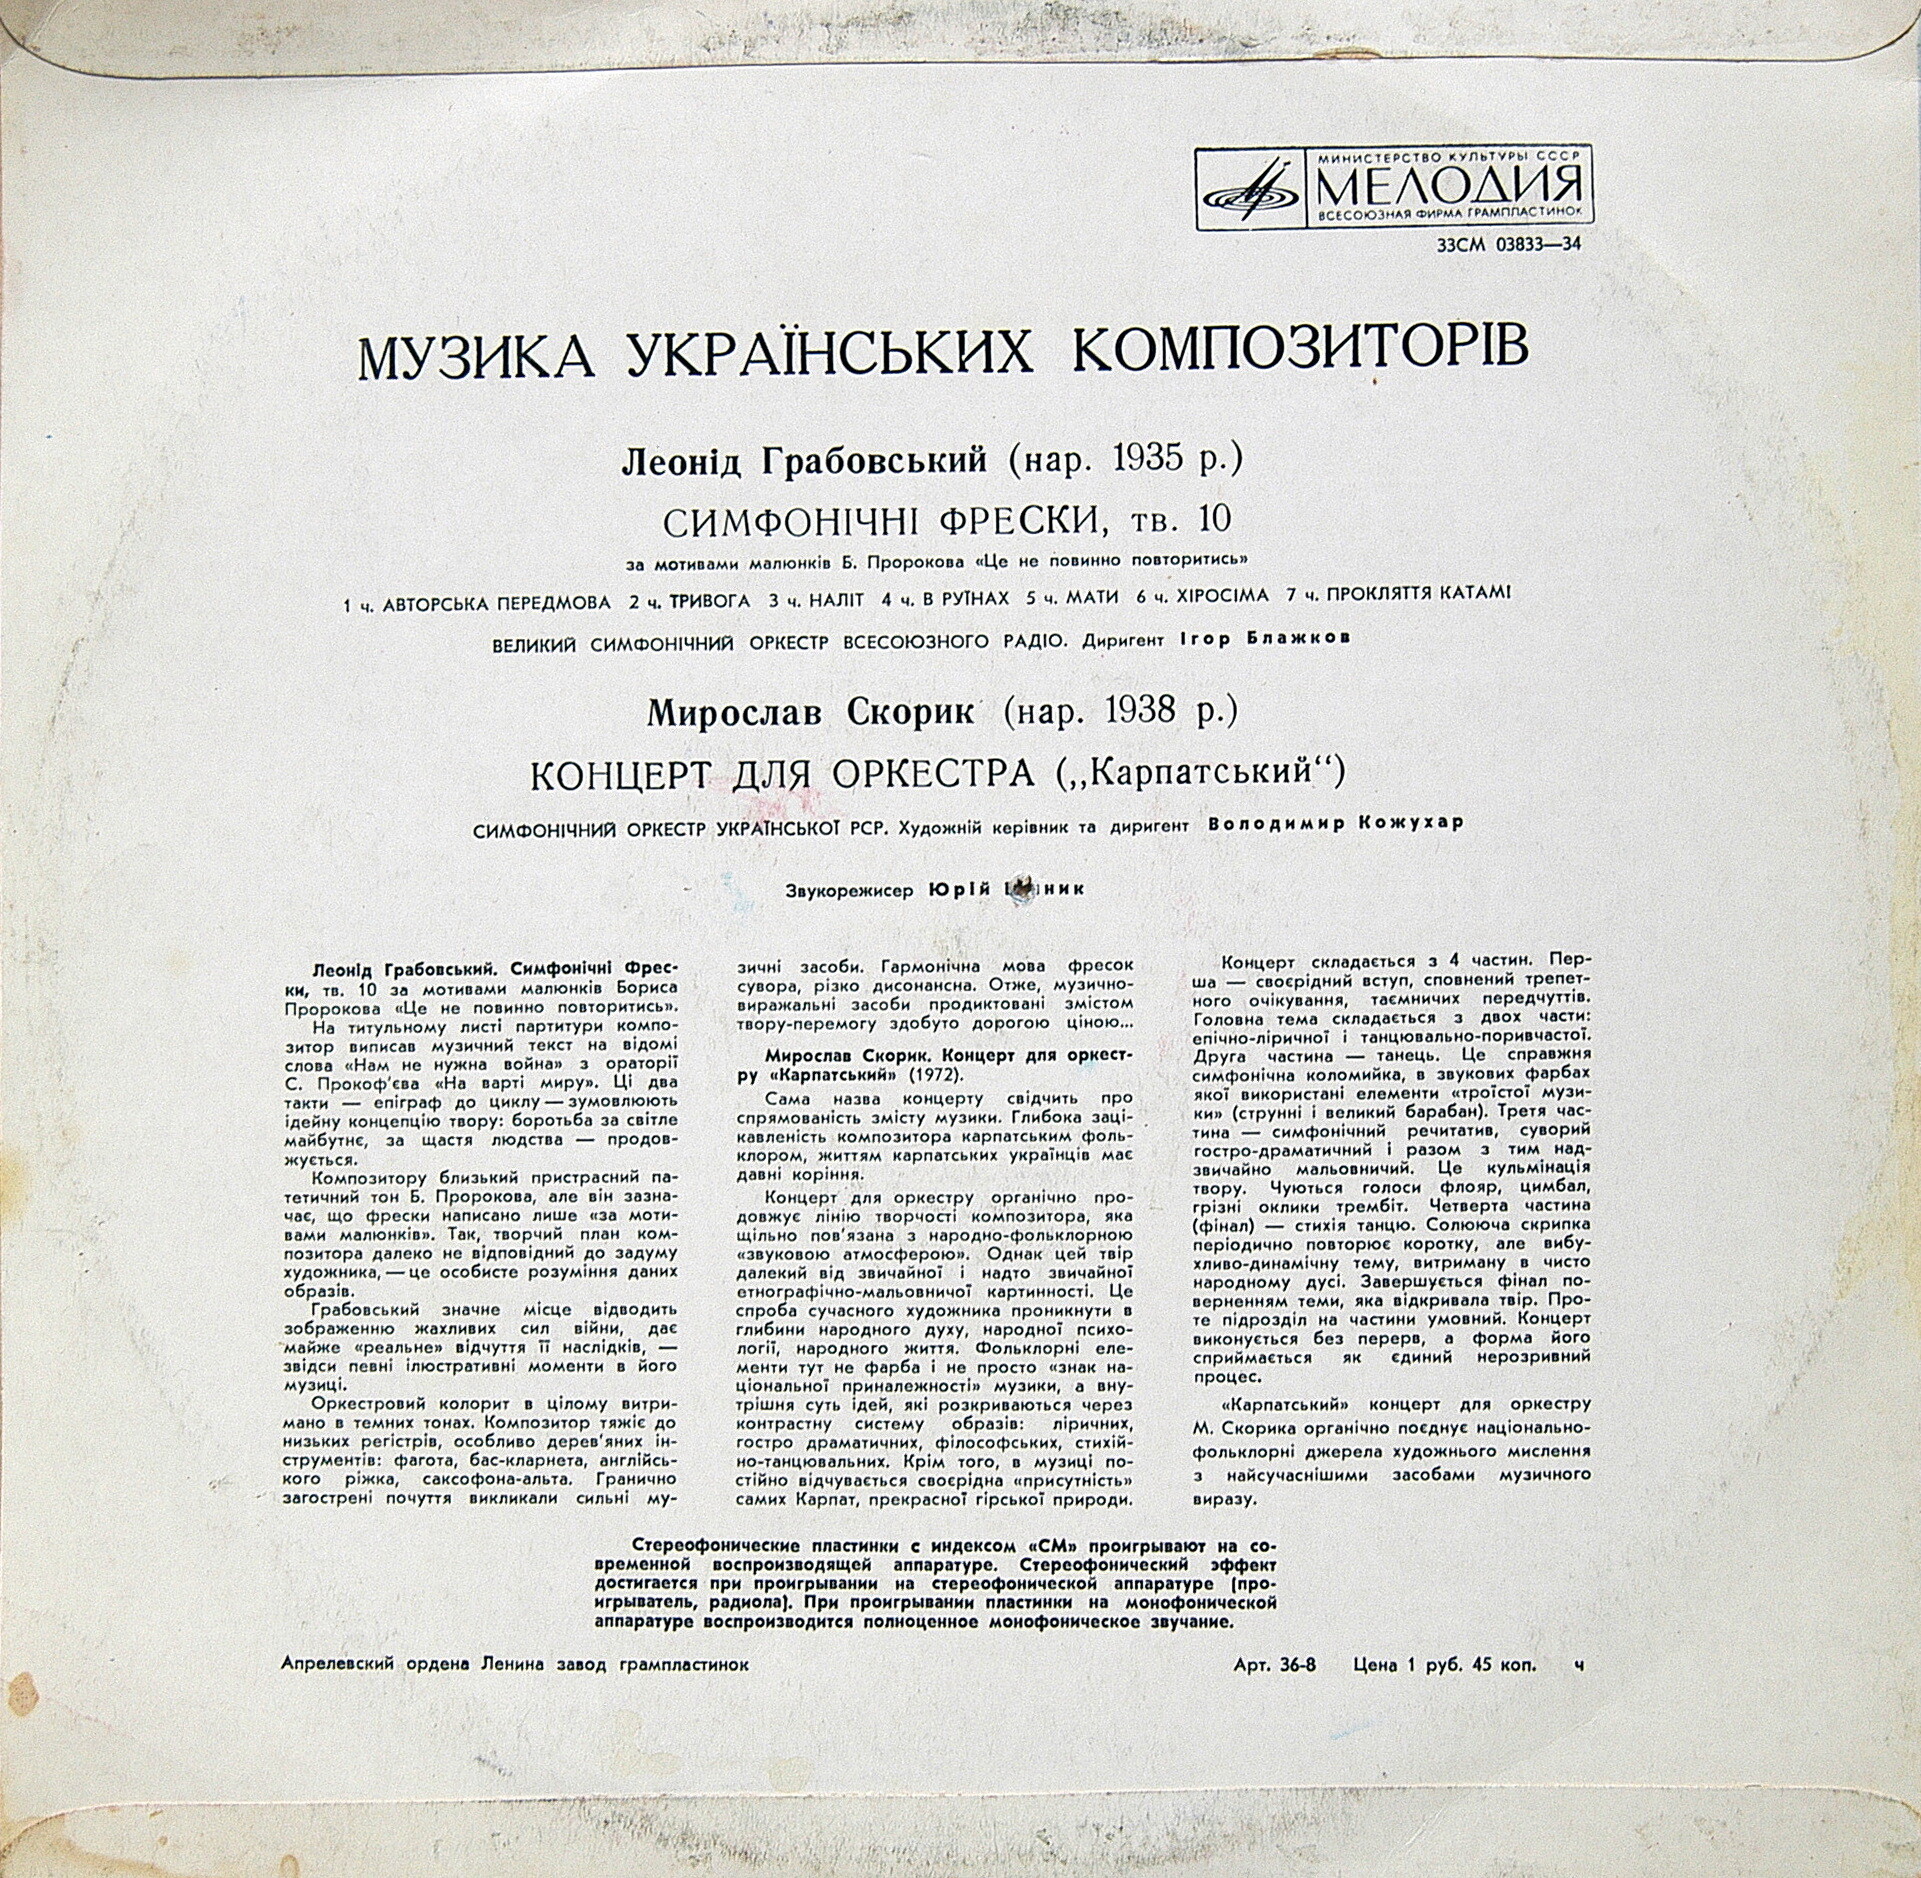 МИНИСТЕРСТВО КУЛЬТУРЫ СССР
МЕЛОДИЯ
ВСЕСОЮЗНАЯ ФИРМА ГРАМПЛАСТИНОК
33СМ 03833—34
МУЗИКА УКРАЇНСЬКИХ КОМПОЗИТОРІВ
Леонід Грабовський (нар. 1935 р.)
СИМФОНІЧНІ ФРЕСКИ, тв. 10
за мотивами малюнків Б. Пророкова «Це не повинно повторитись»
1 ч. АВТОРСЬКА ПЕРЕДМОВА 2 ч. ТРИВОГА 3 ч. НАЛІТ 4 ч. В РУЇНАХ 5 ч. МАТИ 6 ч. ХІРОСІМА 7 ч. ПРОКЛЯТТЯ КАТАМІ
ВЕЛИКИЙ СИМФОНІЧНИЙ ОРКЕСТР ВСЕСОЮЗНОГО РАДІО. Диригент Ігор Блажков
Мирослав Скорик (нар. 1938 р.)
КОНЦЕРТ ДЛЯ ОРКЕСТРА („Карпатський“)
СИМФОНІЧНИЙ ОРКЕСТР УКРАЇНСЬКОЇ РСР. Художній керівник та диригент Володимир Кожухар
Звукорежисер Юрій
Леонід Грабовський. Симфонічні Фрес-
ки, тв. 10 за мотивами малюнків Бориса
Пророкова «Це не повинно повторитись».
На титульному листі партитури компо-
зитор виписав музичний текст на відомі
слова «Нам не нужна война» з ораторії
С. Прокоф'єва «На варті миру». Ці два
такти — епіграф до циклу — зумовлюють
ідейну концепцію твору: боротьба за світле
майбутнє, за щастя людства — продов-
жується.
Композитору близький пристрасний па-
тетичний тон Б. Пророкова, але він зазна-
чає, що фрески написано лише «за моти-
вами малюнків». Так, творчий план ком-
позитора далеко не відповідний до задуму
художника, — це особисте розуміння даних
образів.
Грабовський значне місце відводить
зображенню жахливих сил війни, дає
майже «реальне» відчуття її наслідків, —
звідси певні ілюстративні моменти в його
музиці.
Оркестровий колорит в цілому витри-
мано в темних тонах. Композитор тяжіє до
низьких регістрів, особливо дерев'яних ін-
струментів: фагота, бас-кларнета, англійсь-
кого ріжка, саксофона-альта. Гранично
загострені почуття викликали сильні му-
зичні засоби. Гармонічна мова фресок
сувора, різко дисонансна. Отже, музично-
виражальні засоби продиктовані змістом
твору-перемогу здобуто дорогою ціною...
Мирослав Скорик. Концерт для оркест-
ру «Карпатський» (1972).
Сама назва концерту свідчить про
спрямованість змісту музики. Глибока заці-
кавленість композитора карпатським фоль-
клором, життям карпатських українців має
давні коріння.
Концерт для оркестру органічно про-
довжує лінію творчості композитора, яка
щільно пов'язана з народно-фольклорною
«звуковою атмосферою». Однак цей твір
далекий від звичайної і надто звичайної
етнографічно-мальовничої картинності. Це
спроба сучасного художника проникнути в
глибини народного духу, народної психо-
логії, народного життя. Фольклорні еле-
менти тут не фарба і не просто «знак на-
ціональної приналежності» музики, а вну-
трішня суть ідей, які розкриваються через
контрастну систему образів: ліричних,
гостро драматичних, філософських, стихій-
но-танцювальних. Крім того, в музиці по-
стійно відчувається своєрідна «присутність»
самих Карпат, прекрасної гірської природи.
Концерт складається з 4 частин. Пер-
ша — своєрідний вступ, сповнений трепет-
ного очікування, таємничих передчуттів.
Головна тема складається з двох части:
епічно-ліричної і танцювально-поривчастої.
Друга частина — танець. Це справжня
симфонічна коломийка, в звукових фарбах
якої використані елементи «троїстої музи-
ки» (струнні і великий барабан). Третя час-
тина — симфонічний речитатив, суворий
гостро-драматичний і разом з тим над-
звичайно мальовничий. Це кульмінація
твору. Чуються голоси флояр, цимбал,
грізні оклики трембіт. Четверта частина
(фінал) — стихія танцю. Солююча скрипка
періодично повторює коротку, але вибу-
хливо-динамічну тему, витриману в чисто
народному дусі. Завершується фінал по-
верненням теми, яка відкривала твір. Про-
те підрозділ на частини умовний. Концерт
виконується без перерв, а форма його
сприймається як єдиний нерозривний
процес.
«Карпатський» концерт для оркестру
М. Скорика органічно поєднує національно-
фольклорні джерела художнього мислення
з найсучаснішими засобами музичного
виразу.
Стереофонические пластинки с индексом «СМ» проигрывают на со-
временной воспроизводящей аппаратуре. Стереофонический эффект
достигается при проигрывании на стереофонической аппаратуре (про-
игрыватель, радиола). При проигрывании пластинки на монофонической
аппаратуре воспроизводится полноценное монофоническое звучание.
Апрелевский ордена Ленина завод грампластинок
Арт. 36-8 Цена 1 руб. 45 коп. ч